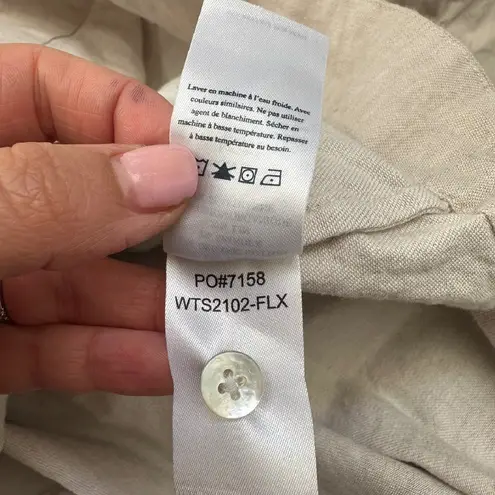 Laver en machine à l'eau froide. Avec
couleurs similaires. Ne pas utiliser
agent de blanchiment. Sécher en
machine à basse température. Repasser
à basse température au besoin.
PO#7158
WTS2102-FLX